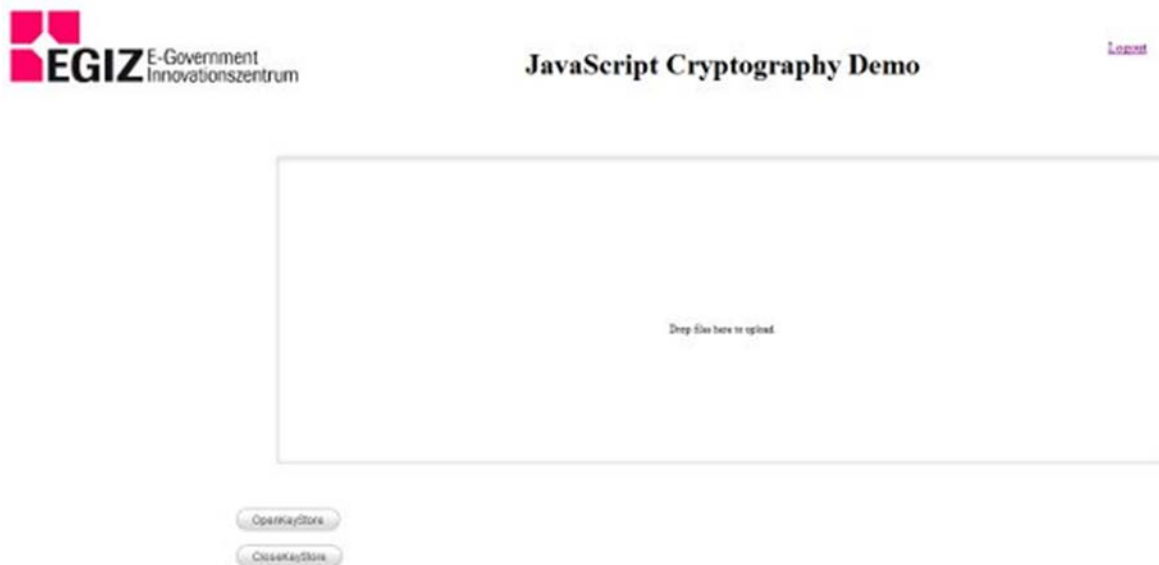 EGIZ E-Government
Innovationszentrum
JavaScript Cryptography Demo
Logout
Drop files here to upload.
OpenKeyStore
CloseKeyStore